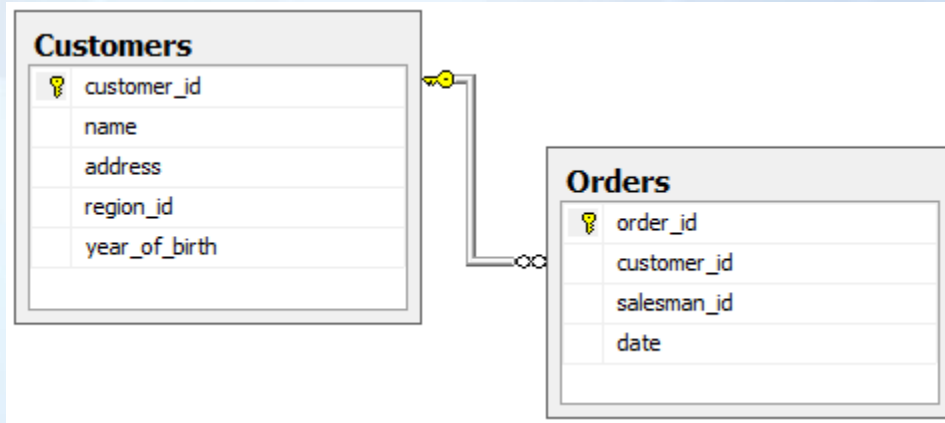 Customers
customer_id
name
address
region_id
year_of_birth
Orders
order_id
customer_id
salesman_id
date